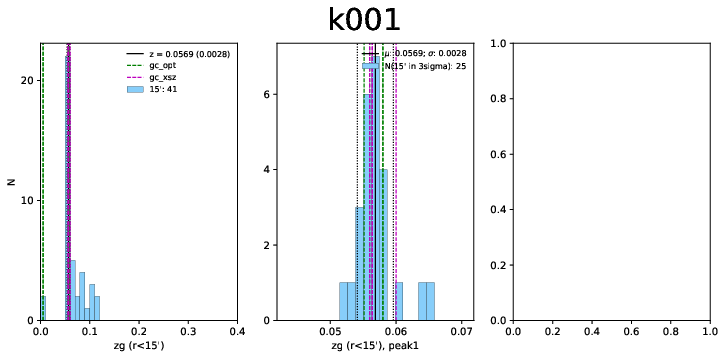 k001
z = 0.0569 (0.0028)
gc_opt
gc_xsz
15': 41
N
20
10
0
0.0 0.1 0.2 0.3 0.4
zg (r<15')
μ: 0.0569; σ: 0.0028
N(15' in 3sigma): 25
6
4
2
0
0.05 0.06 0.07
zg (r<15'), peak1
1.0
0.8
0.6
0.4
0.2
0.0
0.0 0.2 0.4 0.6 0.8 1.0